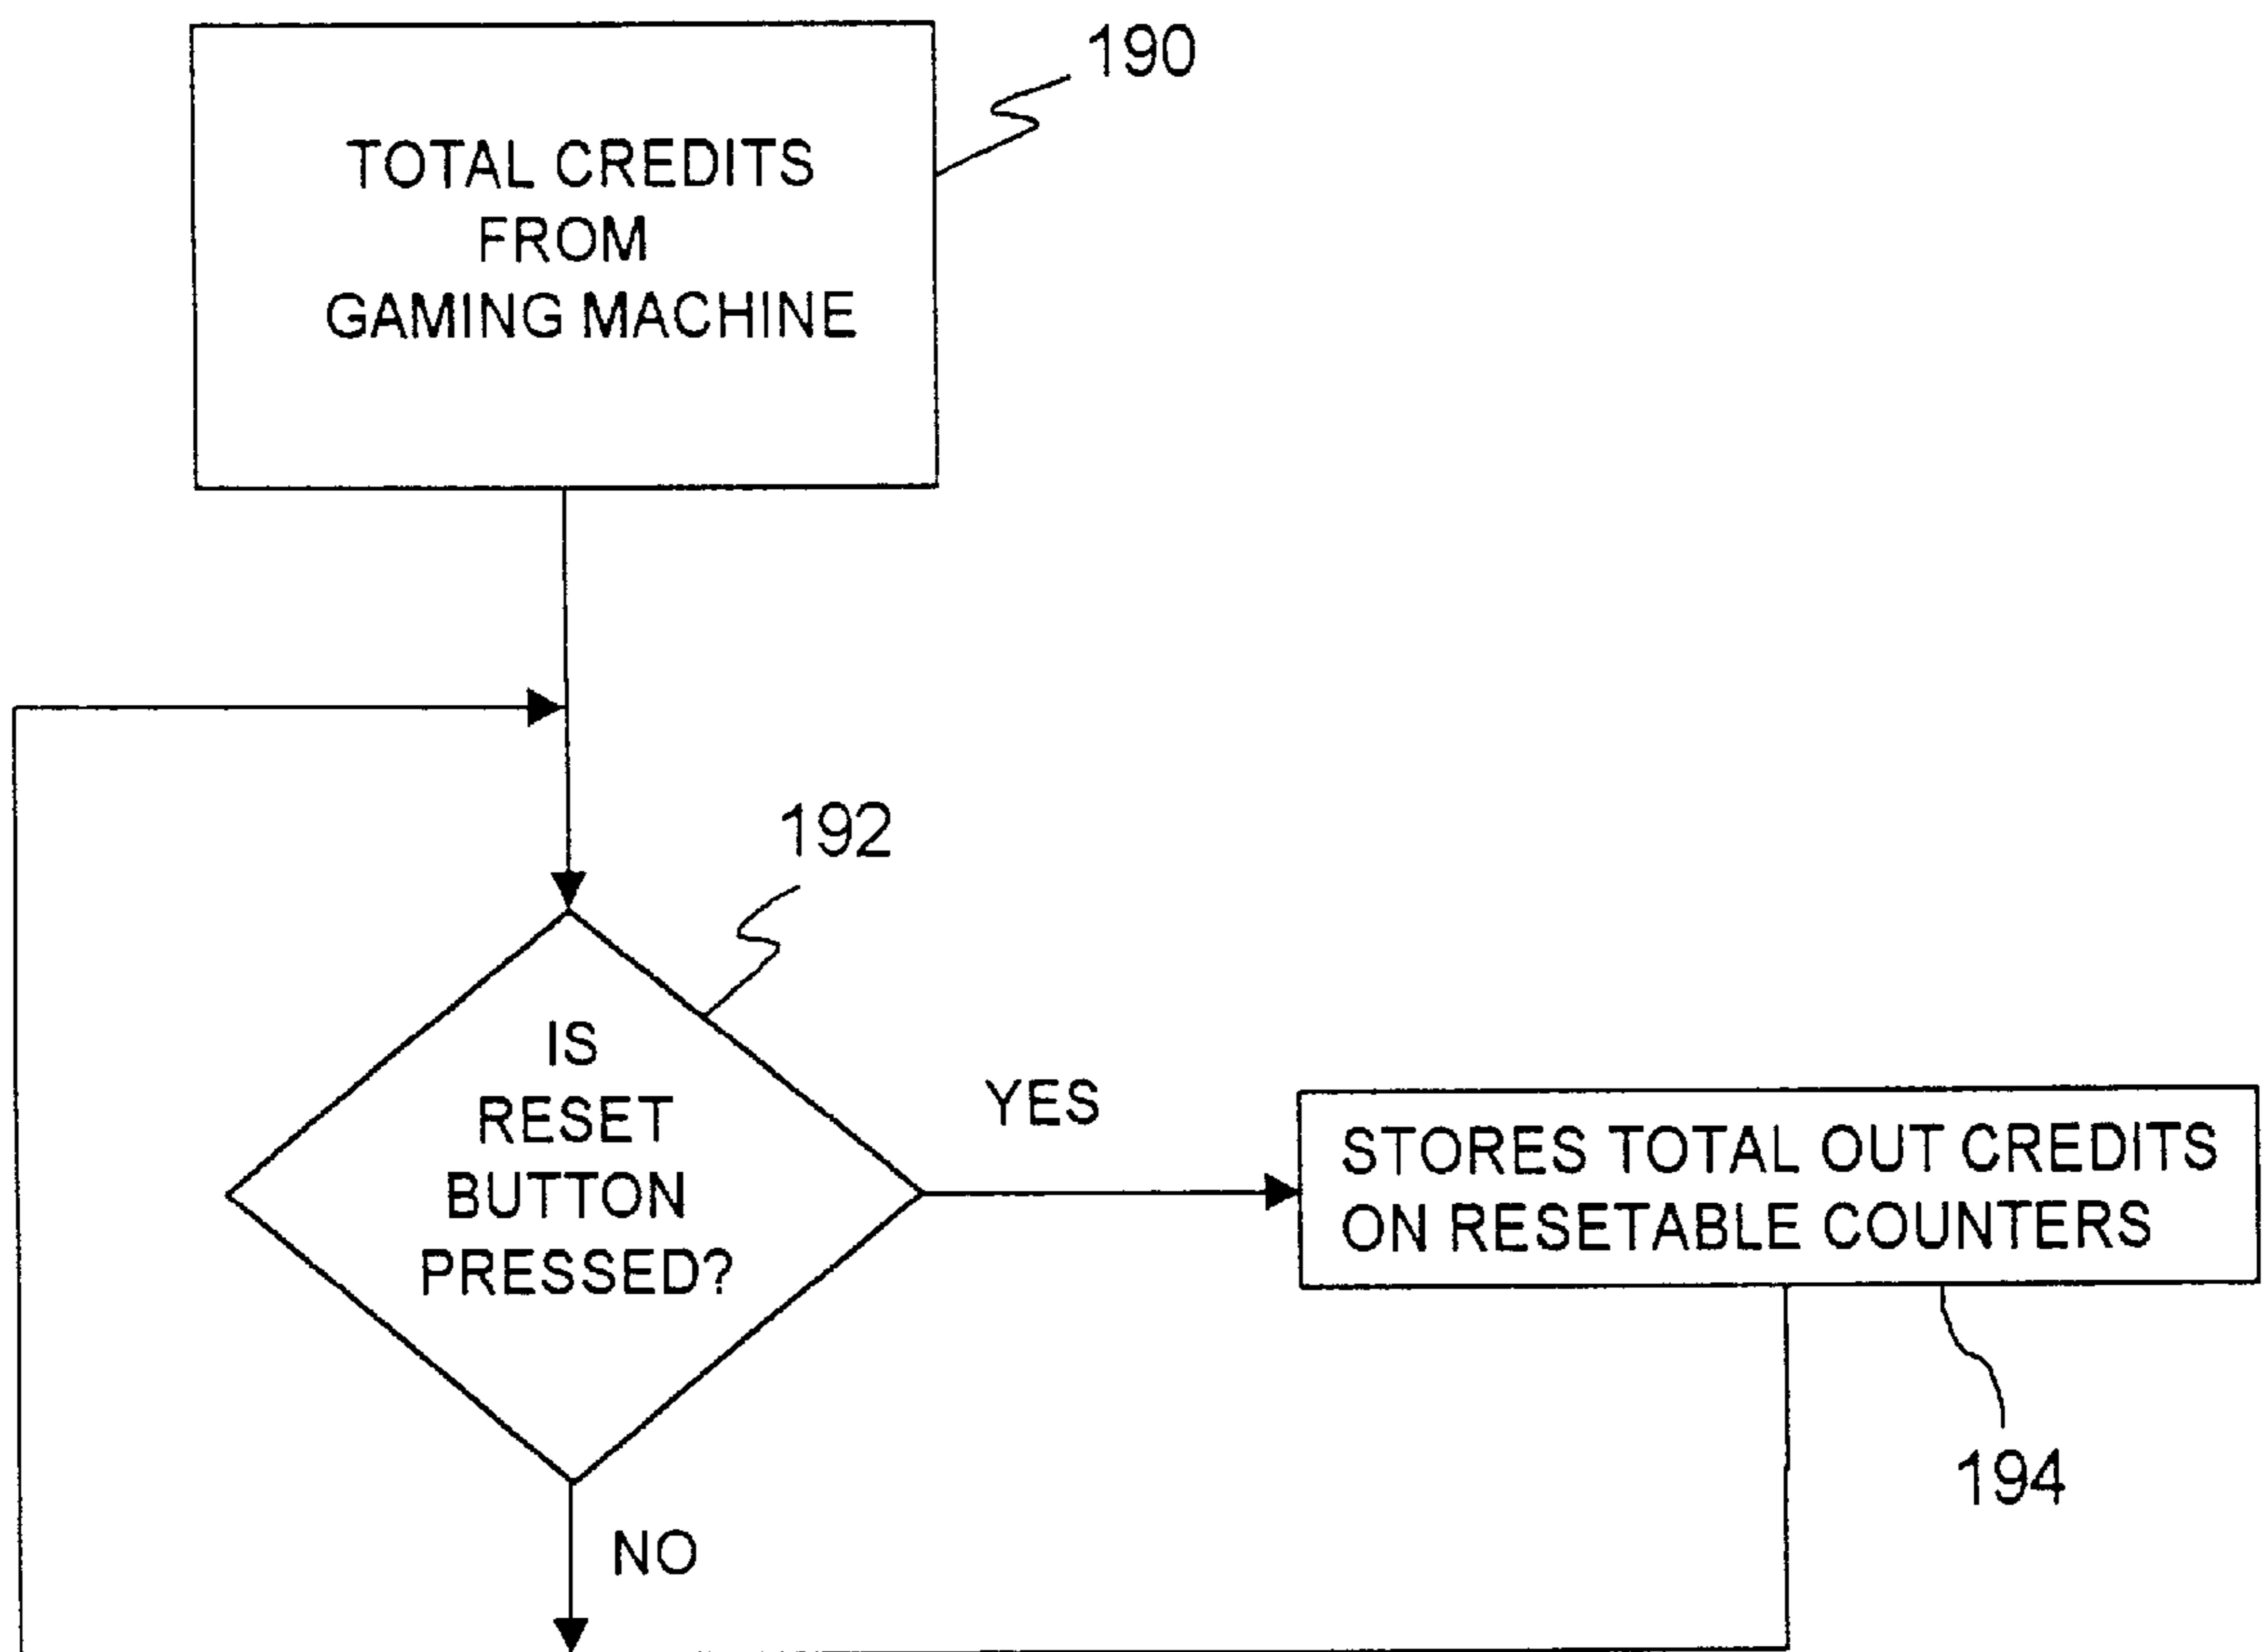 190
TOTAL CREDITS
FROM
GAMING MACHINE
192
IS
RESET
BUTTON
PRESSED?
YES
STORES TOTAL OUT CREDITS
ON RESETABLE COUNTERS
194
NO